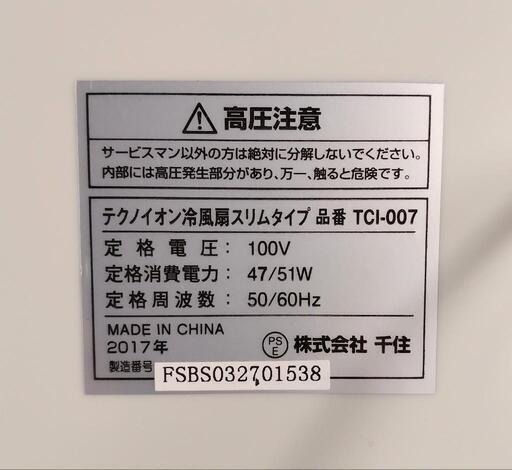 高圧注意
サービスマン以外の方は絶対に分解しないでください。
内部には高圧発生部分があり、万一、触ると危険です。
テクノイオン冷風扇スリムタイプ 品番 TCI-007
定格電圧: 100V
定格消費電力: 47/51W
定格周波数: 50/60Hz
MADE IN CHINA
2017年
PS E 株式会社 千住
製造番号 FSBS032701538